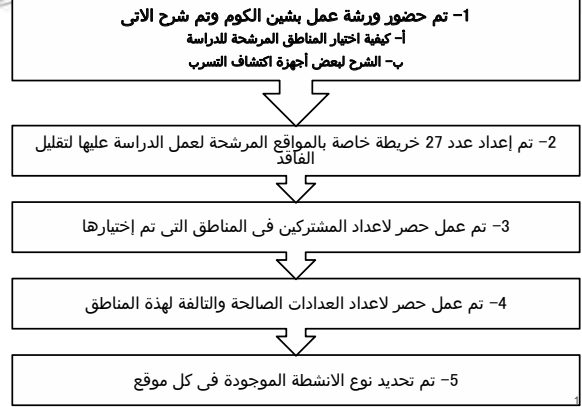 1- تم حضور ورشة عمل بشين الكوم وتم شرح الاتى
أ- كيفية اختيار المناطق المرشحة للدراسة
ب- الشرح لبعض أجهزة اكتشاف التسرب
2- تم إعداد عدد 27 خريطة خاصة بالمواقع المرشحة لعمل الدراسة عليها لتقليل
الفاقد
3- تم عمل حصر لاعداد المشتركين فى المناطق التى تم إختيارها
4- تم عمل حصر لاعداد العدادات الصالحة والتالفة لهذة المناطق
5- تم تحديد نوع الانشطة الموجودة فى كل موقع
1